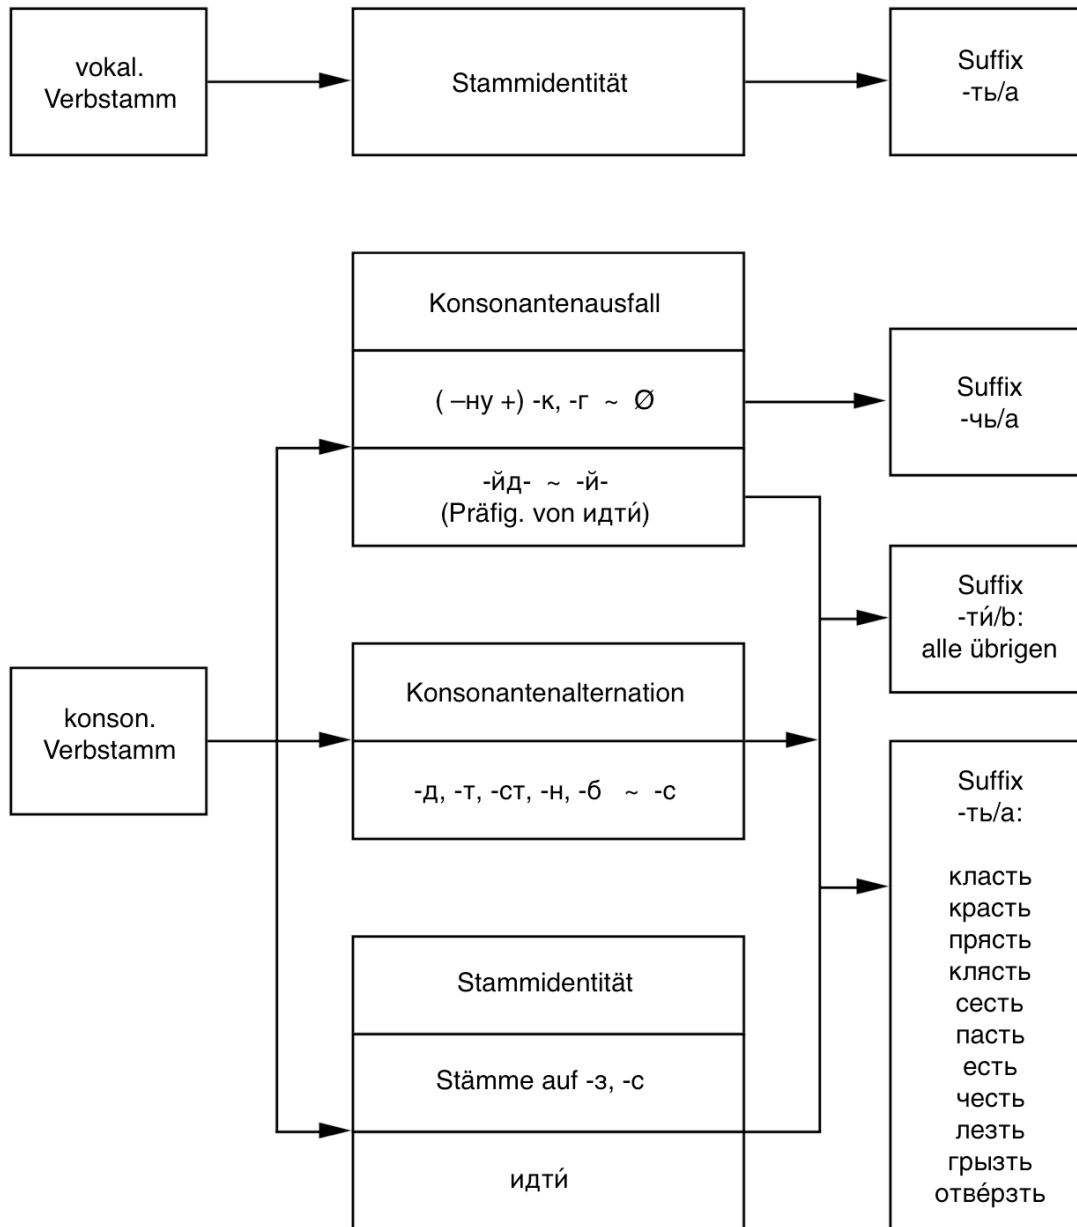 vokal.
Verbstamm
Stammidentität
Suffix
-ть/a
Konsonantenausfall
( –ну +) -к, -г ~ Ø
Suffix
-чь/a
-йд- ~ -й-
(Präfig. von идти́)
Suffix
-ти́/b:
alle übrigen
konson.
Verbstamm
Konsonantenalternation
-д, -т, -ст, -н, -б ~ -с
Suffix
-ть/a:
класть
красть
прясть
клясть
сесть
пасть
есть
честь
лезть
грызть
отве́рзть
Stammidentität
Stämme auf -з, -с
идти́